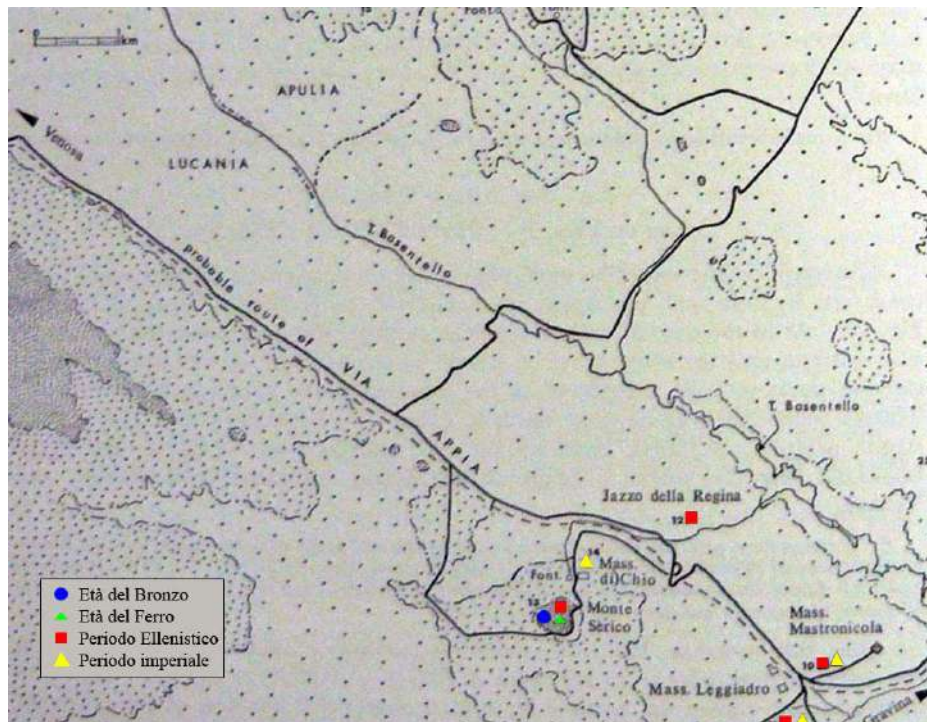 Font
0
km
APULIA
Venosa
LUCANIA
T. Basentello
probable route of VIA APPIA
T. Basentello
Jazzo della Regina
12
14
Mass.
di Chio
Font.
Monte
Serico
Mass.
Mastronicola
10
Mass. Leggiadro
Gravina
Età del Bronzo
Età del Ferro
Periodo Ellenistico
Periodo imperiale